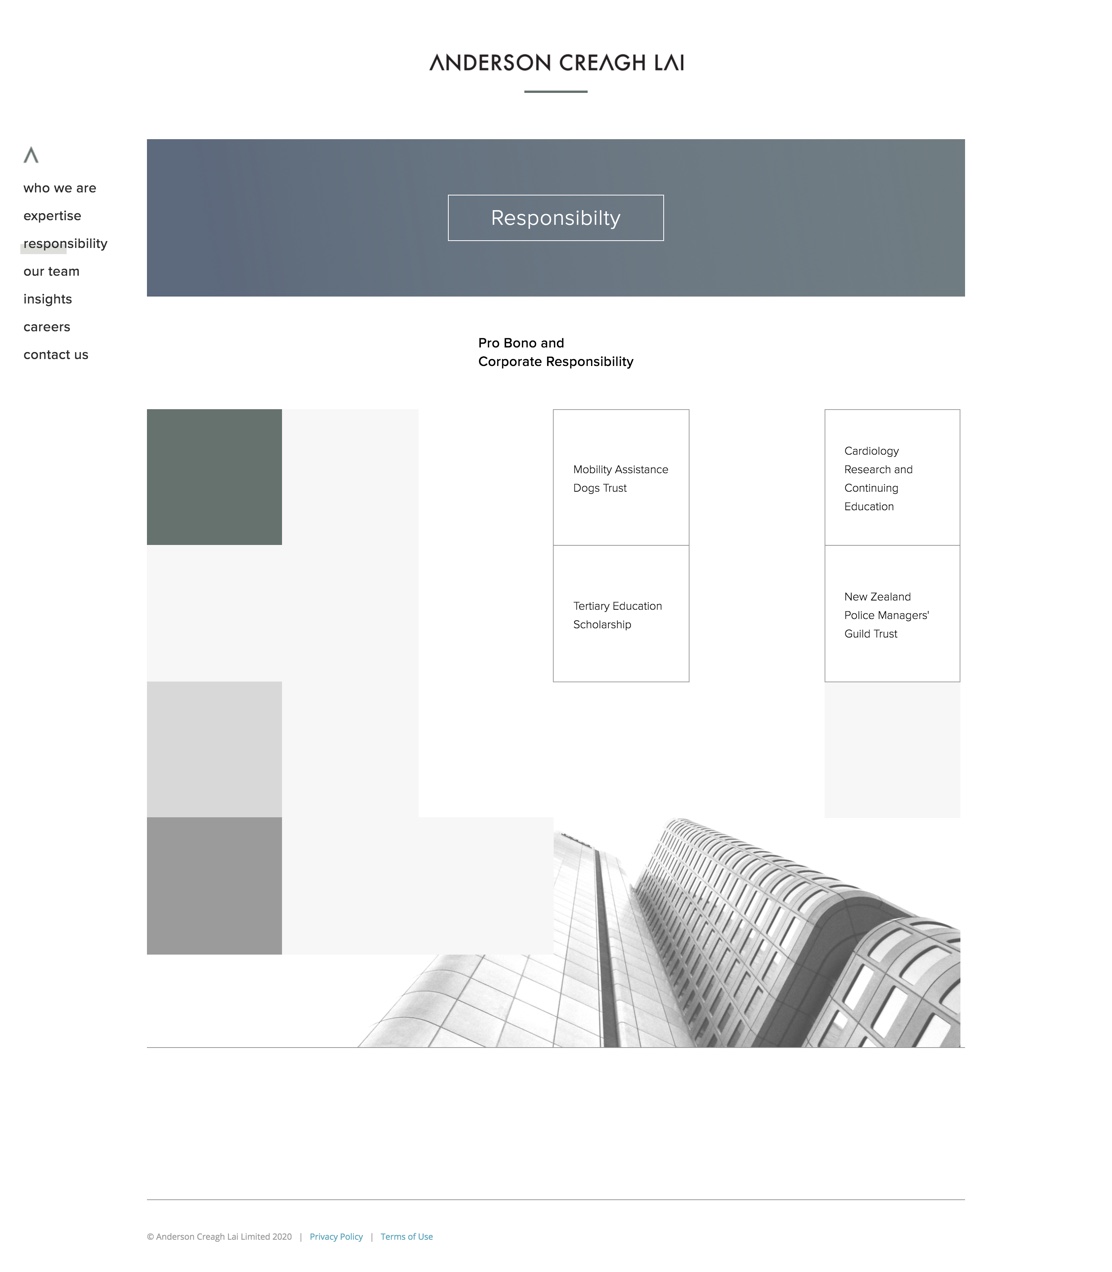 ANDERSON CREAGH LAI
who we are
expertise
responsibility
our team
insights
careers
contact us
Responsibilty
Pro Bono and
Corporate Responsibility
Mobility Assistance
Dogs Trust
Cardiology
Research and
Continuing
Education
Tertiary Education
Scholarship
New Zealand
Police Managers'
Guild Trust
© Anderson Creagh Lai Limited 2020 | Privacy Policy | Terms of Use